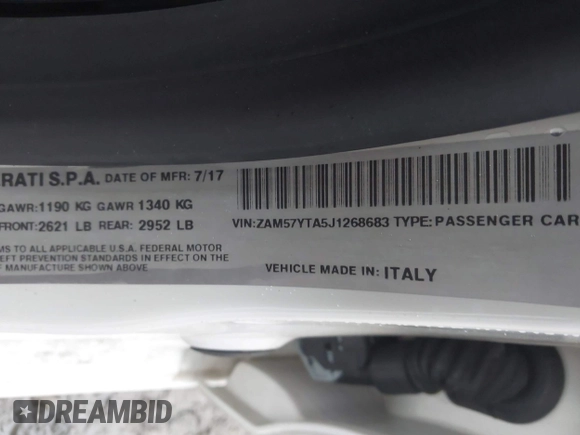 RATI S.P.A. DATE OF MFR: 7/17
GAWR:1190 KG GAWR 1340 KG
FRONT:2621 LB REAR: 2952 LB
MS TO ALL APPLICABLE U.S.A. FEDERAL MOTOR
EFT PREVENTION STANDARDS IN EFFECT ON THE
F MANUFACTURE SHOWN ABOVE
VIN:ZAM57YTA5J1268683 TYPE: PASSENGER CAR
VEHICLE MADE IN: ITALY
DREAMBID